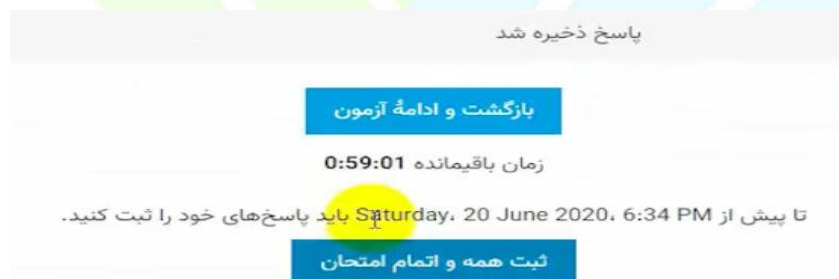 پاسخ ذخیره شد
بازگشت و ادامهٔ آزمون
زمان باقیمانده 0:59:01
تا پیش از Saturday، 20 June 2020، 6:34 PM باید پاسخ‌های خود را ثبت کنید.
ثبت همه و اتمام امتحان